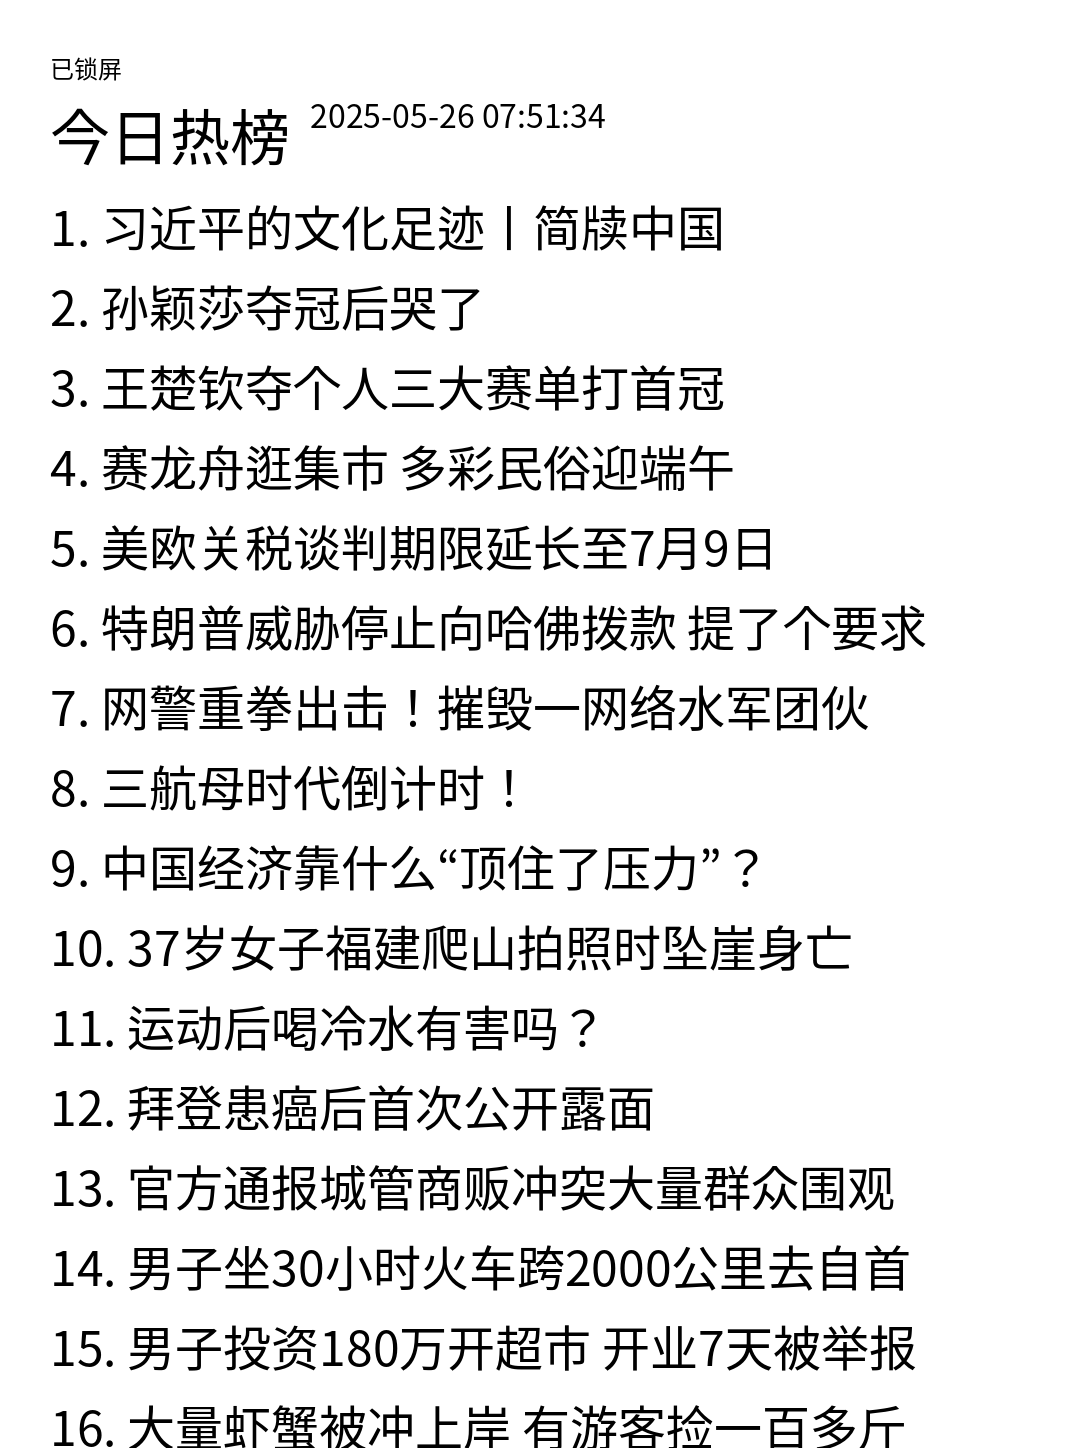 已锁屏
今日热榜 2025-05-26 07:51:34
1. 习近平的文化足迹丨简牍中国
2. 孙颖莎夺冠后哭了
3. 王楚钦夺个人三大赛单打首冠
4. 赛龙舟逛集市 多彩民俗迎端午
5. 美欧关税谈判期限延长至7月9日
6. 特朗普威胁停止向哈佛拨款 提了个要求
7. 网警重拳出击！摧毁一网络水军团伙
8. 三航母时代倒计时！
9. 中国经济靠什么“顶住了压力”？
10. 37岁女子福建爬山拍照时坠崖身亡
11. 运动后喝冷水有害吗？
12. 拜登患癌后首次公开露面
13. 官方通报城管商贩冲突大量群众围观
14. 男子坐30小时火车跨2000公里去自首
15. 男子投资180万开超市 开业7天被举报
16. 大量虾蟹被冲上岸 有游客捡一百多斤